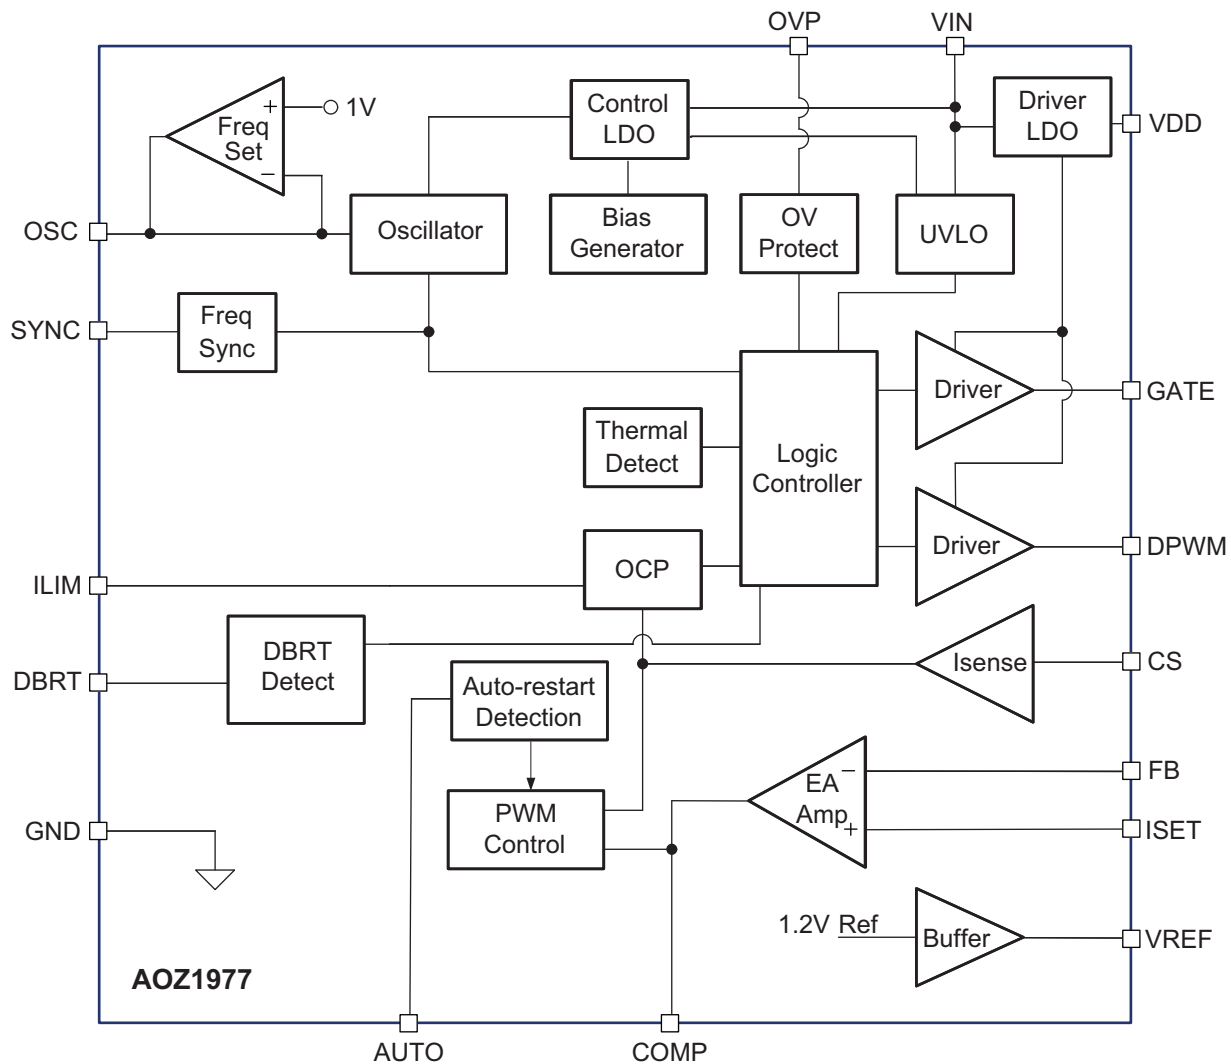 OVP
VIN
+
1V
Freq
Set
−
Control
LDO
Driver
LDO
VDD
OSC
Oscillator
Bias
Generator
OV
Protect
UVLO
SYNC
Freq
Sync
Driver
GATE
Thermal
Detect
Logic
Controller
Driver
DPWM
ILIM
OCP
DBRT
DBRT
Detect
Auto-restart
Detection
Isense
CS
EA
Amp
−
+
FB
ISET
GND
PWM
Control
1.2V Ref
Buffer
VREF
AOZ1977
AUTO
COMP